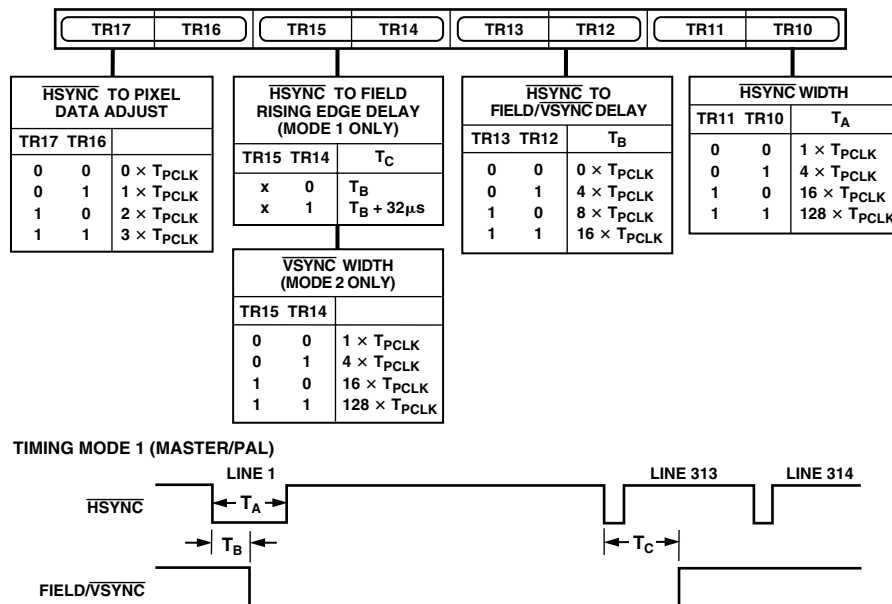 TR17 TR16 TR15 TR14 TR13 TR12 TR11 TR10
HSYNC TO PIXEL
DATA ADJUST
TR17 TR16
0 0 0 × TPCLK
0 1 1 × TPCLK
1 0 2 × TPCLK
1 1 3 × TPCLK
HSYNC TO FIELD
RISING EDGE DELAY
(MODE 1 ONLY)
TR15 TR14 TC
x 0 TB
x 1 TB + 32µs
VSYNC WIDTH
(MODE 2 ONLY)
TR15 TR14
0 0 1 × TPCLK
0 1 4 × TPCLK
1 0 16 × TPCLK
1 1 128 × TPCLK
HSYNC TO
FIELD/VSYNC DELAY
TR13 TR12 TB
0 0 0 × TPCLK
0 1 4 × TPCLK
1 0 8 × TPCLK
1 1 16 × TPCLK
HSYNC WIDTH
TR11 TR10 TA
0 0 1 × TPCLK
0 1 4 × TPCLK
1 0 16 × TPCLK
1 1 128 × TPCLK
TIMING MODE 1 (MASTER/PAL)
LINE 1 LINE 313 LINE 314
HSYNC TA
TB TC
FIELD/VSYNC